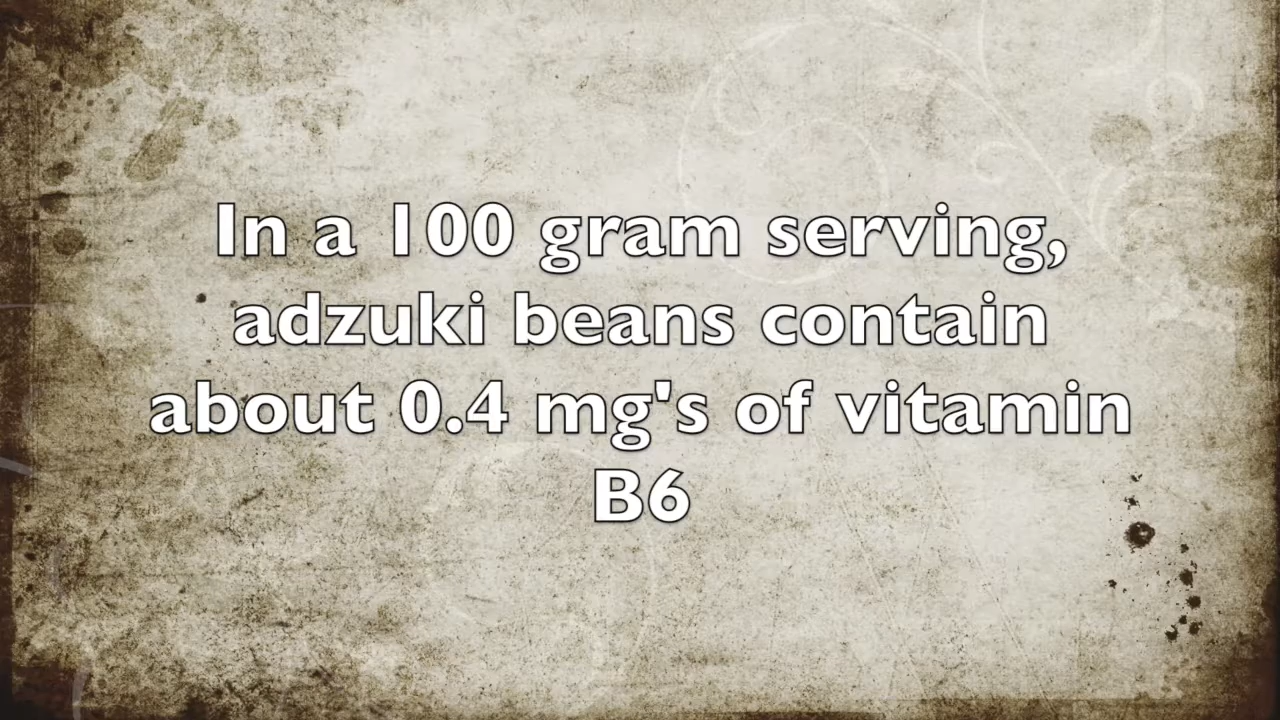 In a 100 gram serving,
adzuki beans contain
about 0.4 mg's of vitamin
B6